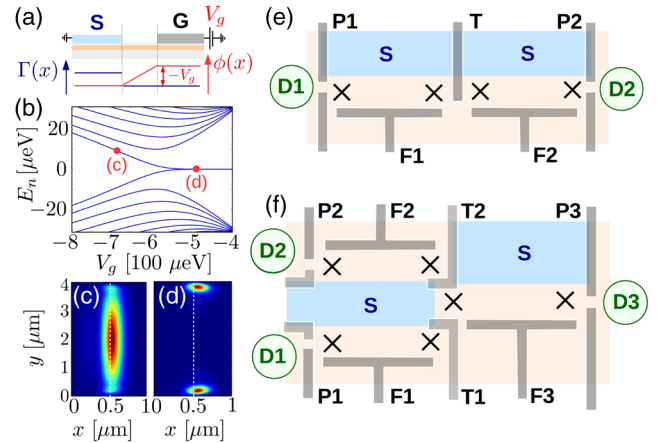 (a)
S
G
V_g
Γ(x)
−V_g
ϕ(x)
(b)
E_n [μeV]
20
0
−20
(c)
(d)
−8
−7
−6
−5
−4
V_g [100 μeV]
(c)
(d)
y [μm]
4
3
2
1
0
0
0.5
1
0
0.5
1
x [μm]
x [μm]
(e)
P1
T
P2
S
S
D1
D2
F1
F2
(f)
P2
F2
T2
P3
D2
S
S
D1
D3
P1
F1
T1
F3